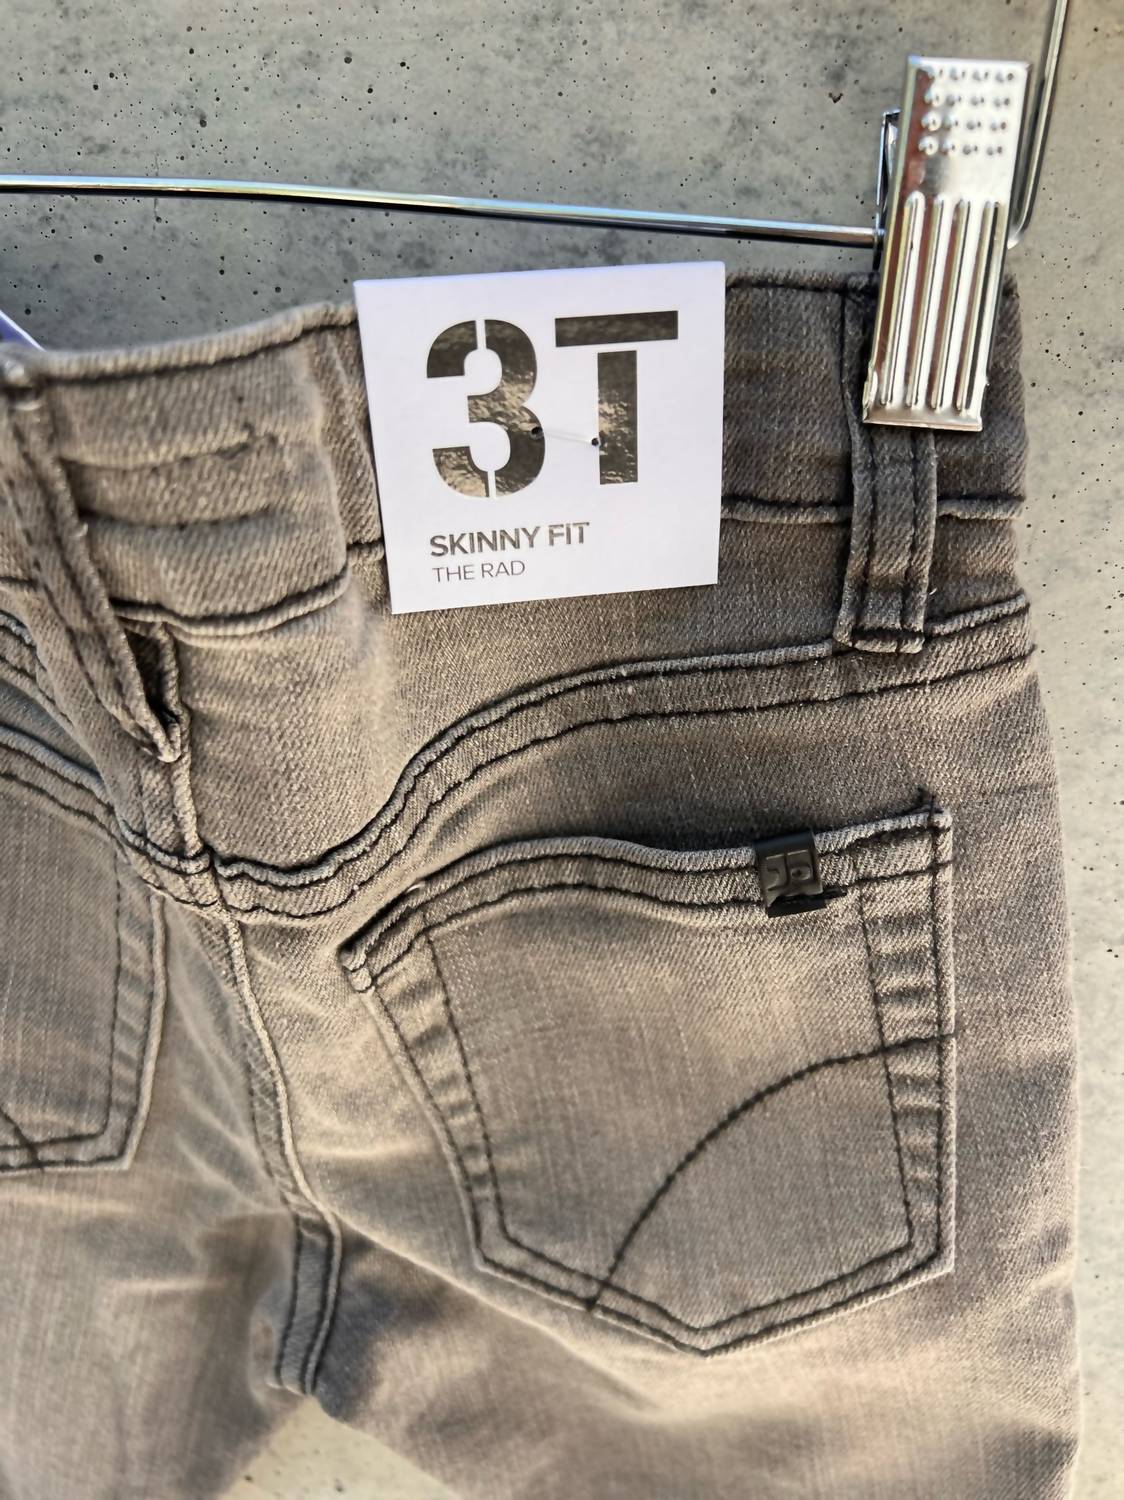 3T
SKINNY FIT
THE RAD